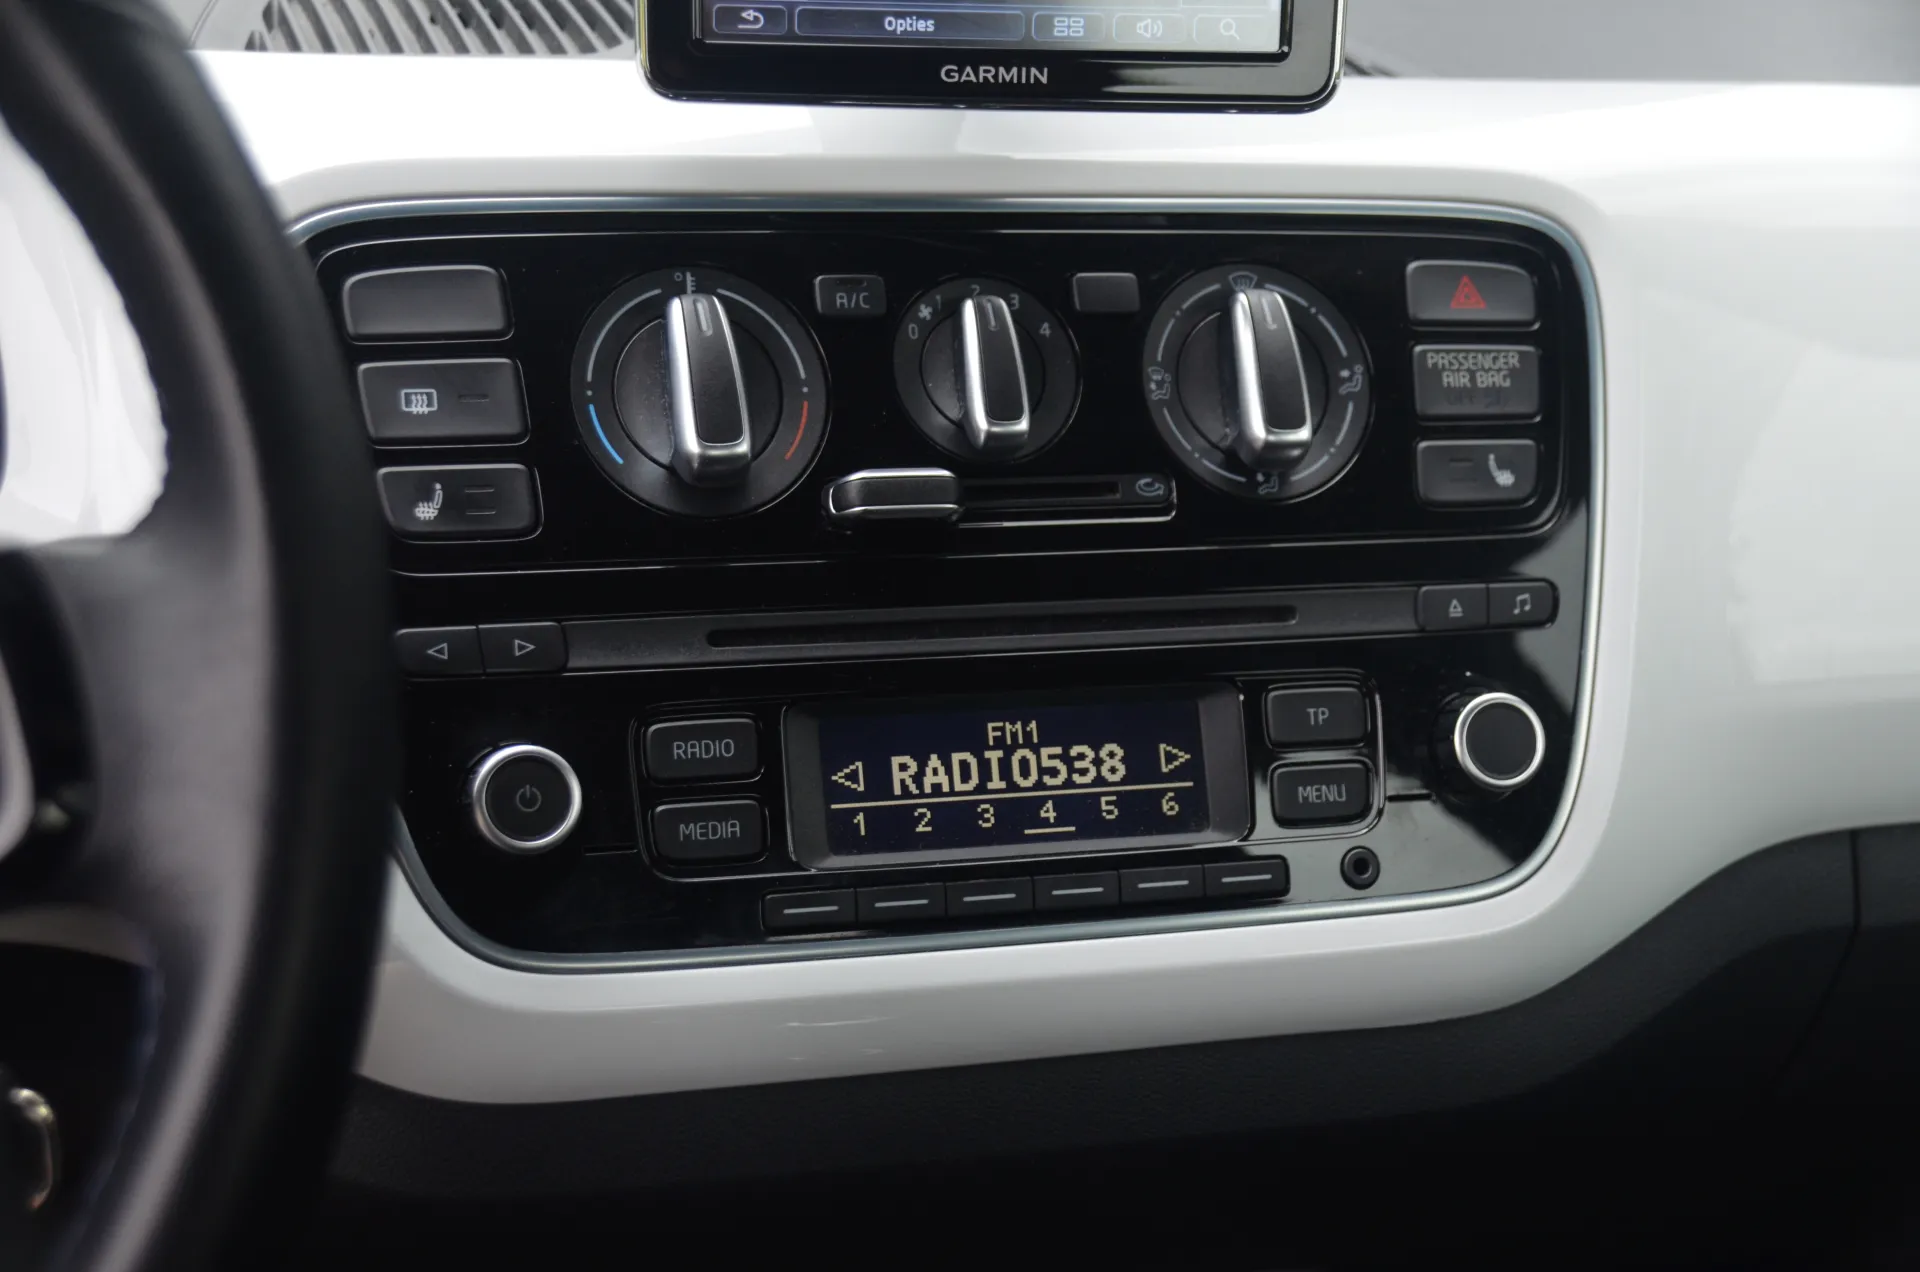 Opties
GARMIN
A/C
0 1 2 3 4
PASSENGER
AIR BAG
OFF
FM1
RADIO538
1 2 3 4 5 6
RADIO
MEDIA
TP
MENU